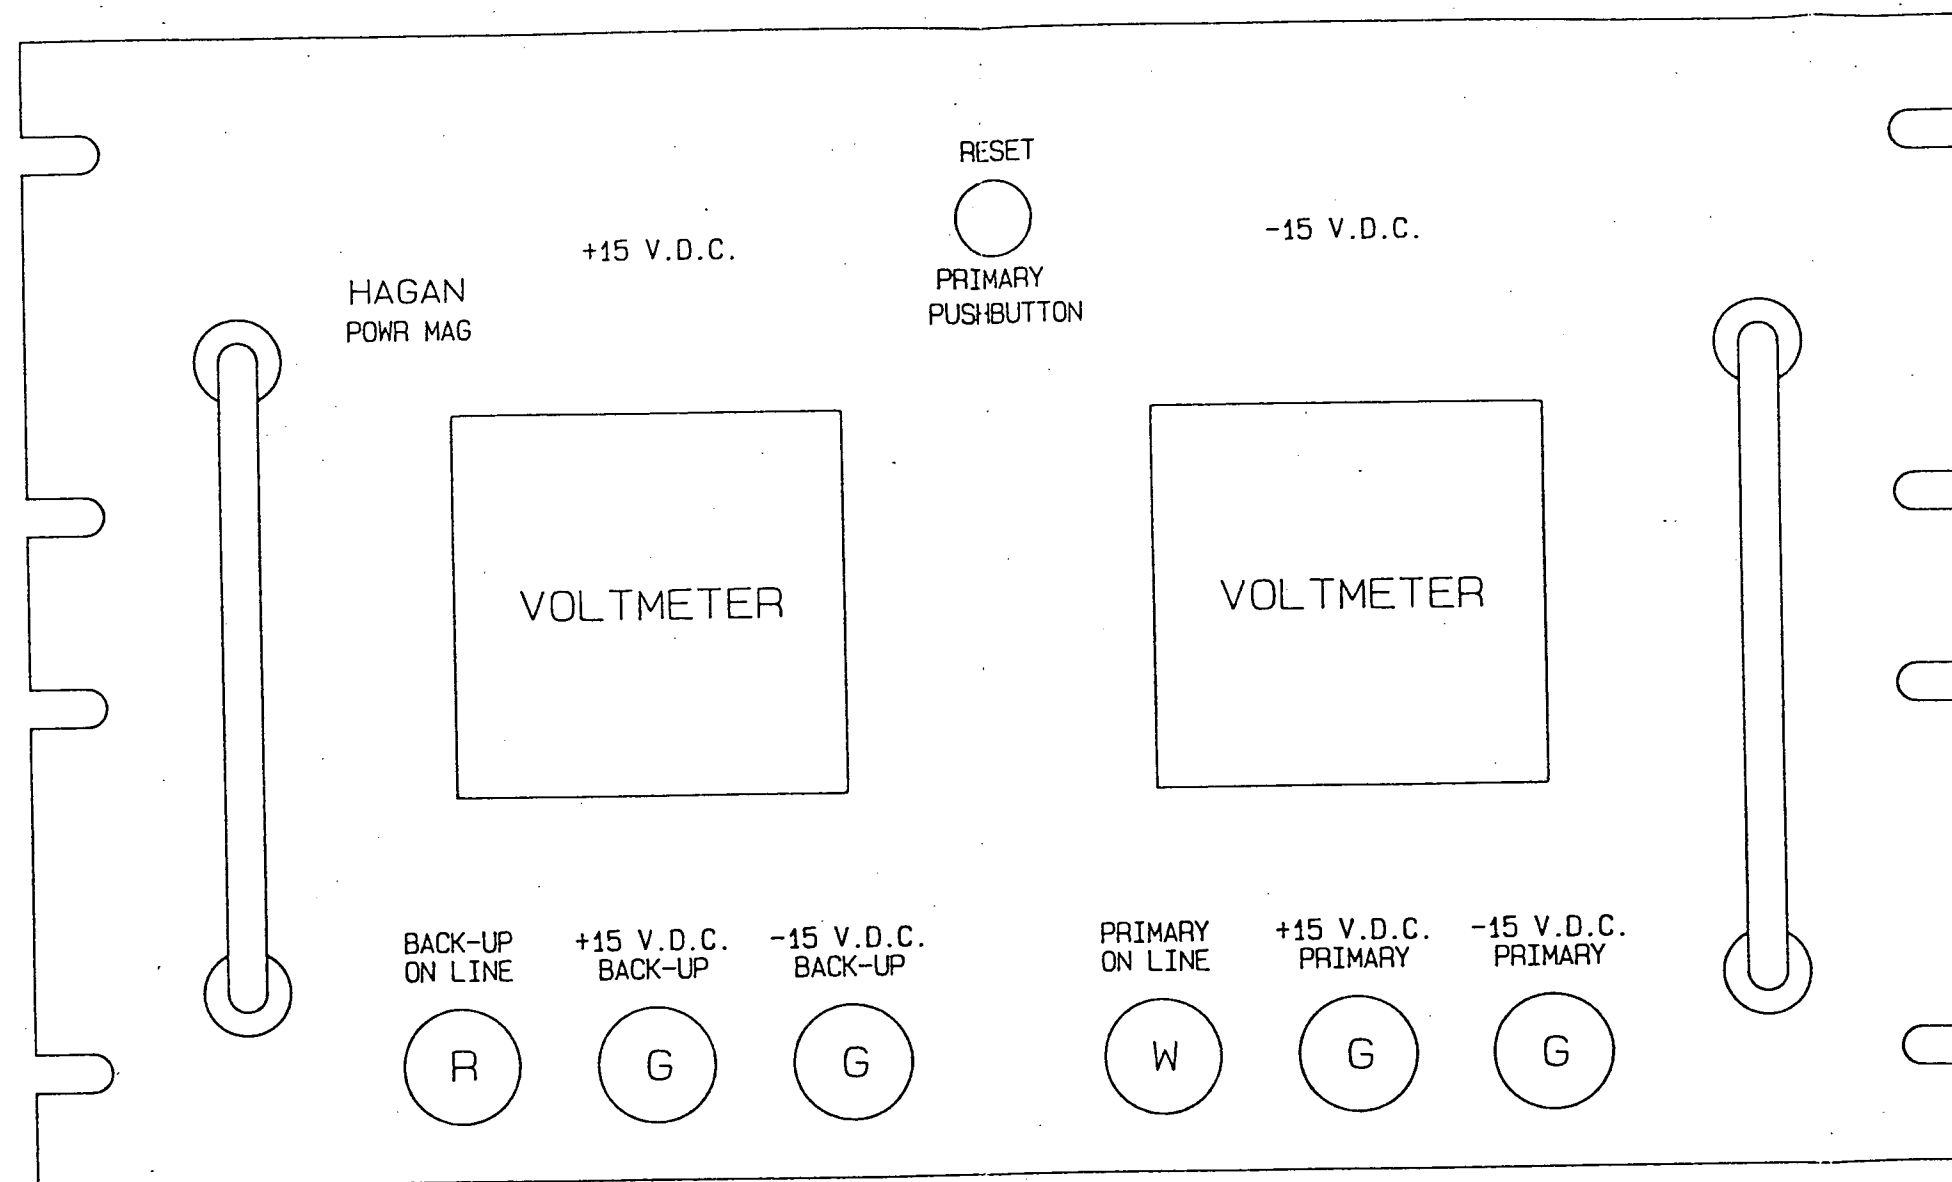 RESET
PRIMARY
PUSHBUTTON
+15 V.D.C.
-15 V.D.C.
HAGAN
POWR MAG
VOLTMETER
VOLTMETER
BACK-UP
ON LINE
+15 V.D.C.
BACK-UP
-15 V.D.C.
BACK-UP
PRIMARY
ON LINE
+15 V.D.C.
PRIMARY
-15 V.D.C.
PRIMARY
R
G
G
W
G
G